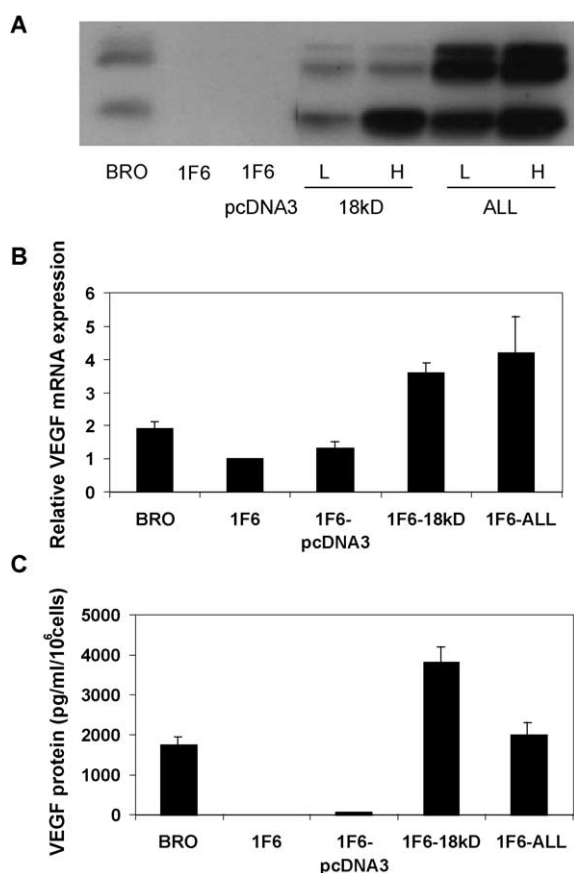 A
BRO 1F6 1F6 L H L H
pcDNA3 18kD ALL
B
Relative VEGF mRNA expression
6
5
4
3
2
1
0
BRO 1F6 1F6- 1F6-18kD 1F6-ALL
pcDNA3
C
VEGF protein (pg/ml/10⁶cells)
5000
4000
3000
2000
1000
0
BRO 1F6 1F6- 1F6-18kD 1F6-ALL
pcDNA3